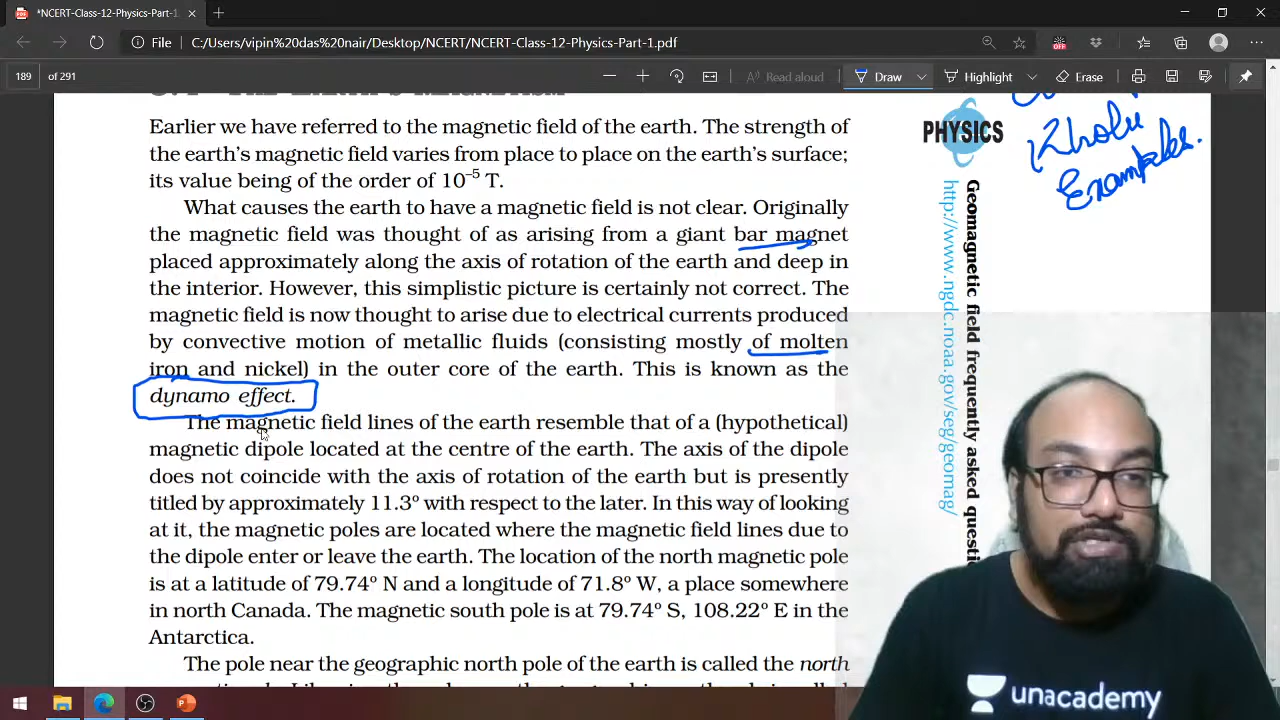 *NCERT-Class-12-Physics-Part-1.
File
C:/Users/vipin%20das%20nair/Desktop/NCERT/NCERT-Class-12-Physics-Part-1.pdf
OFF
189 of 291
Read aloud
Draw
Highlight
Erase
Earlier we have referred to the magnetic field of the earth. The strength of
the earth's magnetic field varies from place to place on the earth's surface;
its value being of the order of 10⁻⁵ T.
What causes the earth to have a magnetic field is not clear. Originally
the magnetic field was thought of as arising from a giant bar magnet
placed approximately along the axis of rotation of the earth and deep in
the interior. However, this simplistic picture is certainly not correct. The
magnetic field is now thought to arise due to electrical currents produced
by convective motion of metallic fluids (consisting mostly of molten
iron and nickel) in the outer core of the earth. This is known as the
dynamo effect.
The magnetic field lines of the earth resemble that of a (hypothetical)
magnetic dipole located at the centre of the earth. The axis of the dipole
does not coincide with the axis of rotation of the earth but is presently
titled by approximately 11.3° with respect to the later. In this way of looking
at it, the magnetic poles are located where the magnetic field lines due to
the dipole enter or leave the earth. The location of the north magnetic pole
is at a latitude of 79.74° N and a longitude of 71.8° W, a place somewhere
in north Canada. The magnetic south pole is at 79.74° S, 108.22° E in the
Antarctica.
The pole near the geographic north pole of the earth is called the north
PHYSICS
Geomagnetic field frequently asked
http://www.ngdc.noaa.gov/seg/geomag/
Examples.
unacademy